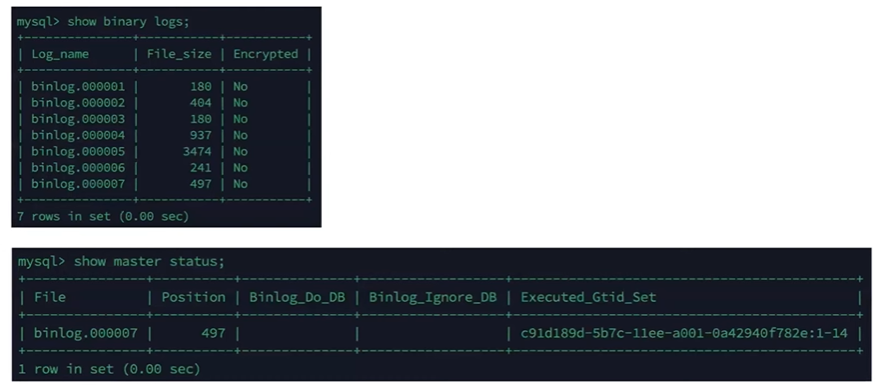 mysql> show binary logs;
+---------------+-----------+-----------+
| Log_name      | File_size | Encrypted |
+---------------+-----------+-----------+
| binlog.000001 |       180 | No        |
| binlog.000002 |       404 | No        |
| binlog.000003 |       180 | No        |
| binlog.000004 |       937 | No        |
| binlog.000005 |      3474 | No        |
| binlog.000006 |       241 | No        |
| binlog.000007 |       497 | No        |
+---------------+-----------+-----------+
7 rows in set (0.00 sec)
mysql> show master status;
+---------------+----------+--------------+------------------+-------------------------------------------+
| File          | Position | Binlog_Do_DB | Binlog_Ignore_DB | Executed_Gtid_Set                         |
+---------------+----------+--------------+------------------+-------------------------------------------+
| binlog.000007 |      497 |              |                  | c91d189d-5b7c-11ee-a001-0a42940f782e:1-14 |
+---------------+----------+--------------+------------------+-------------------------------------------+
1 row in set (0.00 sec)